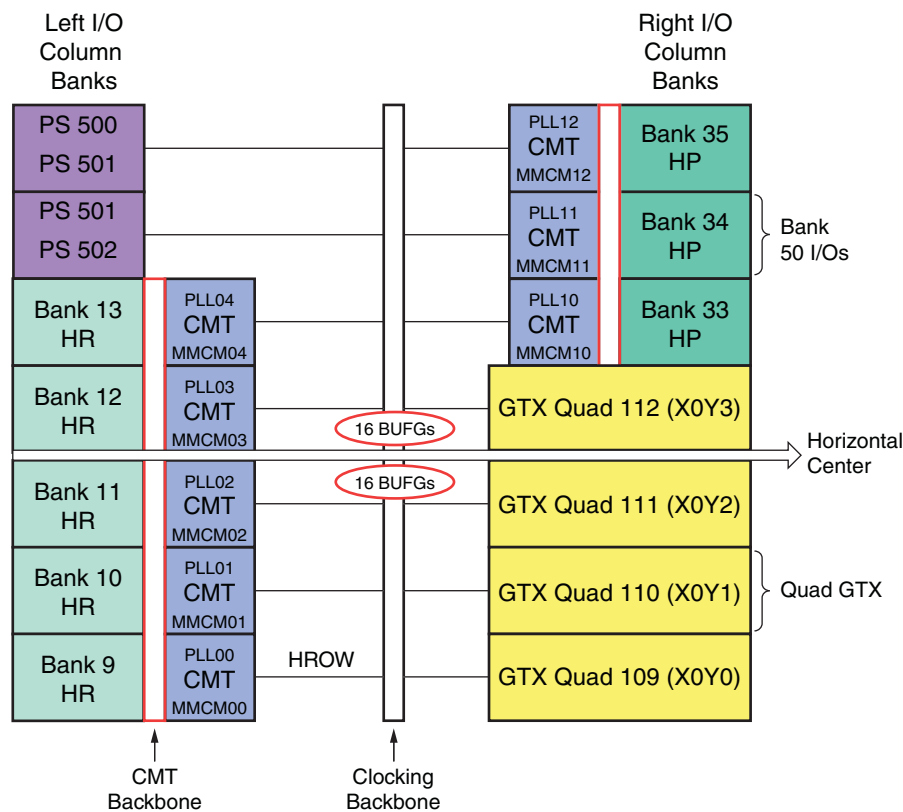 Left I/O
Column
Banks
Right I/O
Column
Banks
PS 500
PS 501
PLL12
CMT
MMCM12
Bank 35
HP
PS 501
PS 502
PLL11
CMT
MMCM11
Bank 34
HP
Bank
50 I/Os
Bank 13
HR
PLL04
CMT
MMCM04
PLL10
CMT
MMCM10
Bank 33
HP
Bank 12
HR
PLL03
CMT
MMCM03
16 BUFGs
GTX Quad 112 (X0Y3)
Horizontal
Center
Bank 11
HR
PLL02
CMT
MMCM02
16 BUFGs
GTX Quad 111 (X0Y2)
Bank 10
HR
PLL01
CMT
MMCM01
GTX Quad 110 (X0Y1)
Quad GTX
Bank 9
HR
PLL00
CMT
MMCM00
HROW
GTX Quad 109 (X0Y0)
CMT
Backbone
Clocking
Backbone